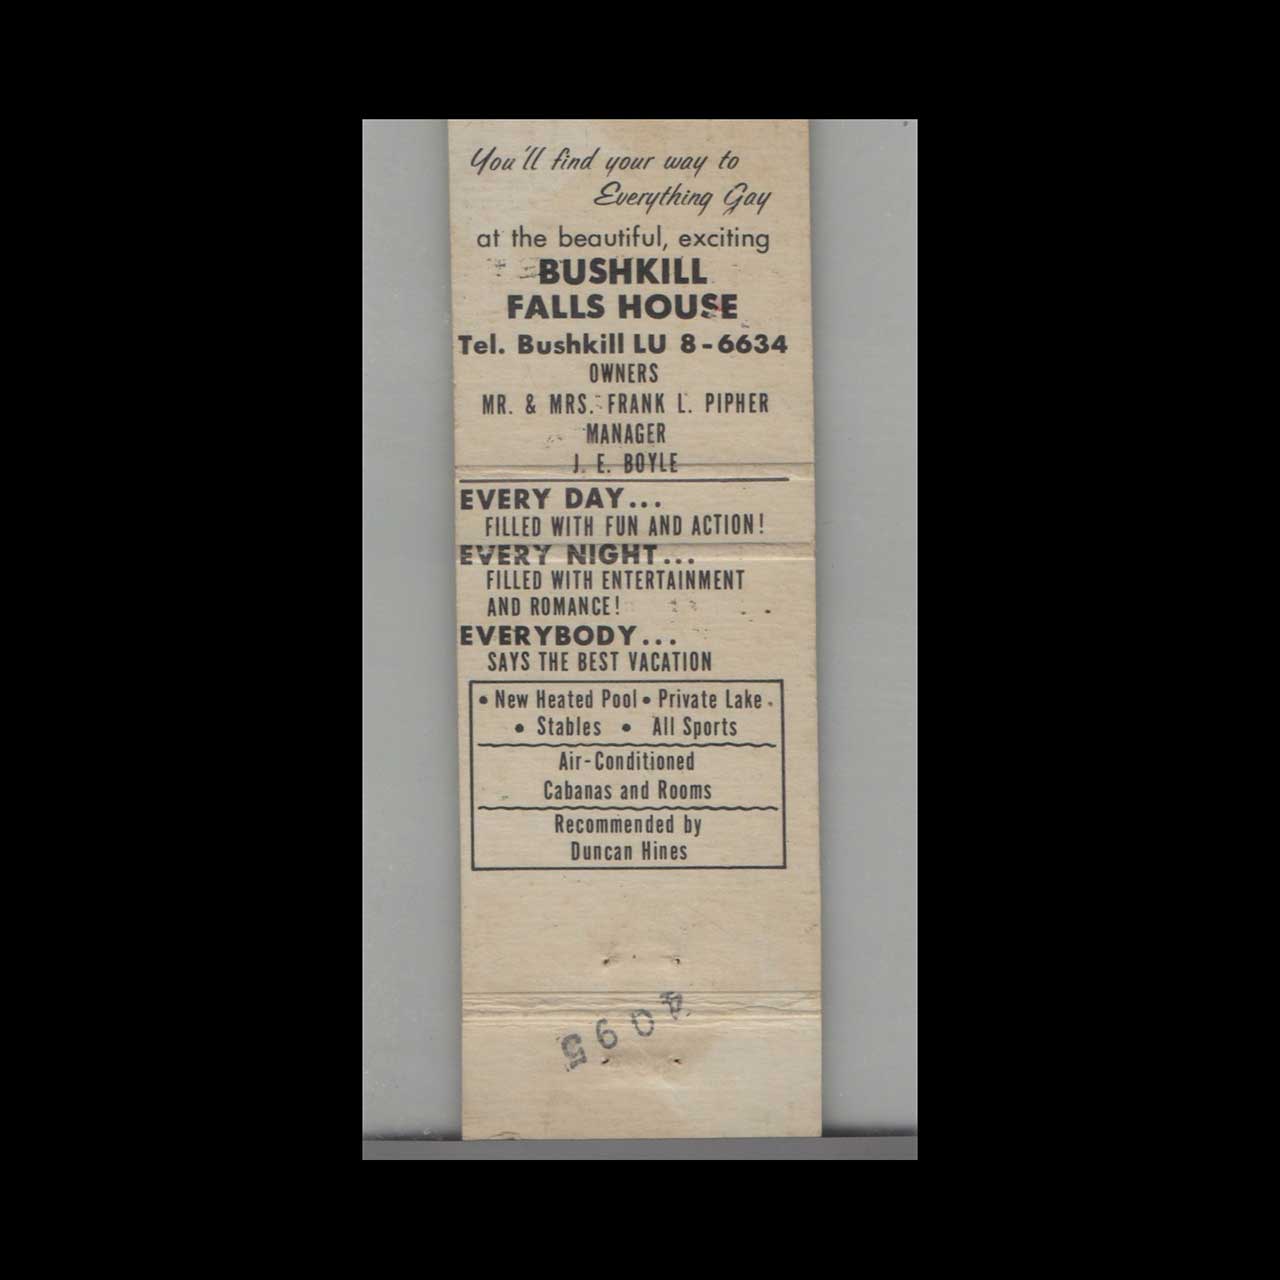 You'll find your way to
Everything Gay
at the beautiful, exciting
BUSHKILL
FALLS HOUSE
Tel. Bushkill LU 8-6634
OWNERS
MR. & MRS. FRANK L. PIPHER
MANAGER
J. E. BOYLE
EVERY DAY...
FILLED WITH FUN AND ACTION!
EVERY NIGHT...
FILLED WITH ENTERTAINMENT
AND ROMANCE!
EVERYBODY...
SAYS THE BEST VACATION
• New Heated Pool • Private Lake •
• Stables • All Sports
Air-Conditioned
Cabanas and Rooms
Recommended by
Duncan Hines
4095